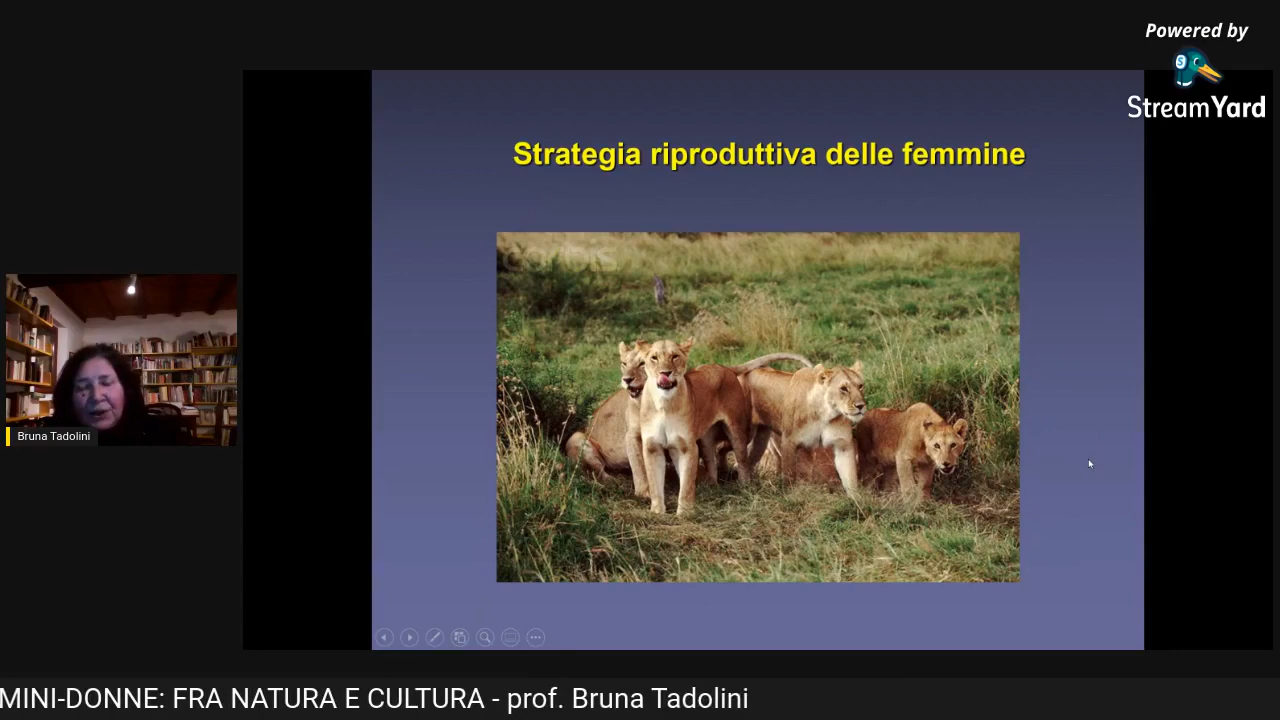 Powered by
StreamYard
Strategia riproduttiva delle femmine
Bruna Tadolini
MINI-DONNE: FRA NATURA E CULTURA - prof. Bruna Tadolini